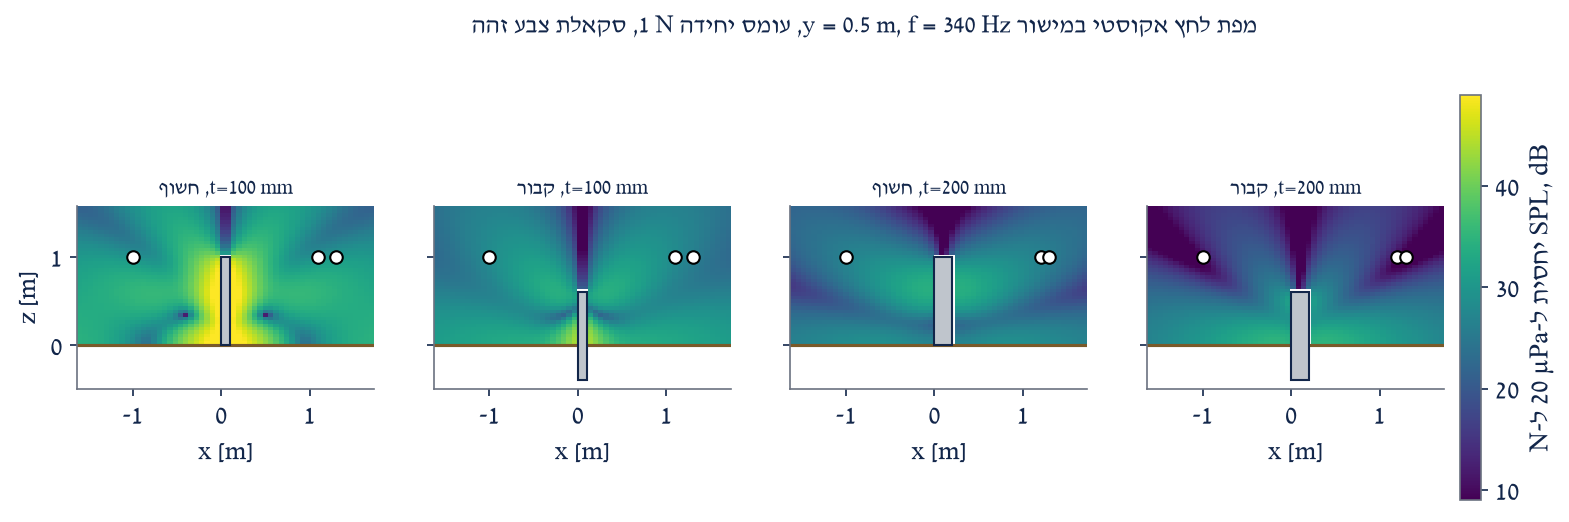 מפת לחץ אקוסטי במישור y = 0.5 m, f = 340 Hz, עומס יחידה 1 N, סקאלת צבע זהה
t=100 mm, חשוף
t=100 mm, קבור
t=200 mm, חשוף
t=200 mm, קבור
z [m]
1
0
-1 0 1
-1 0 1
-1 0 1
-1 0 1
x [m]
x [m]
x [m]
x [m]
40
30
20
10
SPL, dB יחסית ל-20 µPa ל-N